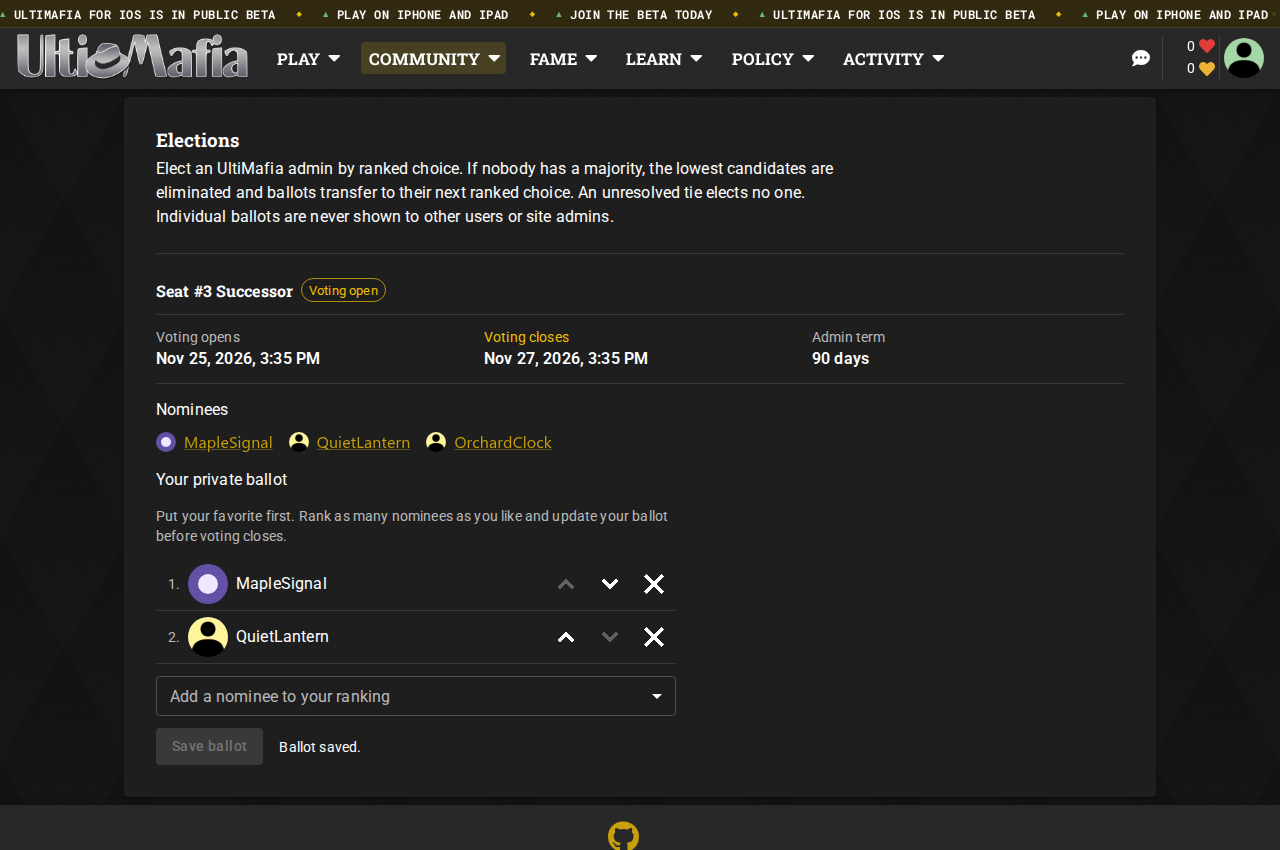 ULTIMAFIA FOR IOS IS IN PUBLIC BETA PLAY ON IPHONE AND IPAD JOIN THE BETA TODAY ULTIMAFIA FOR IOS IS IN PUBLIC BETA PLAY ON IPHONE AND IPAD
UltiMafia PLAY COMMUNITY FAME LEARN POLICY ACTIVITY 0
0
Elections
Elect an UltiMafia admin by ranked choice. If nobody has a majority, the lowest candidates are
eliminated and ballots transfer to their next ranked choice. An unresolved tie elects no one.
Individual ballots are never shown to other users or site admins.
Seat #3 Successor Voting open
Voting opens Voting closes Admin term
Nov 25, 2026, 3:35 PM Nov 27, 2026, 3:35 PM 90 days
Nominees
MapleSignal QuietLantern OrchardClock
Your private ballot
Put your favorite first. Rank as many nominees as you like and update your ballot
before voting closes.
1. MapleSignal
2. QuietLantern
Add a nominee to your ranking
Save ballot Ballot saved.